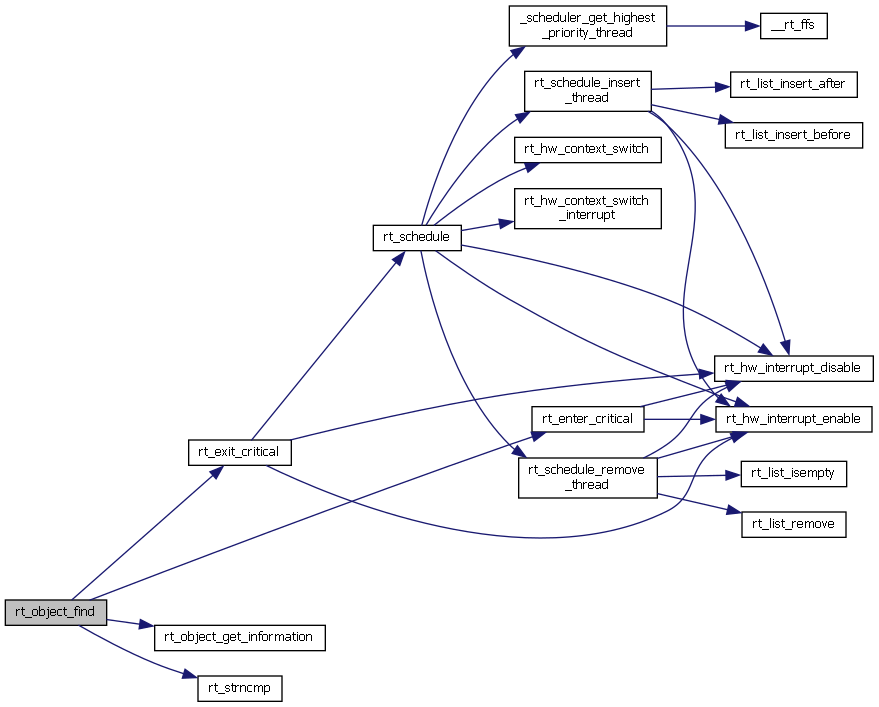 _scheduler_get_highest
_priority_thread
__rt_ffs
rt_schedule_insert
_thread
rt_list_insert_after
rt_list_insert_before
rt_hw_context_switch
rt_hw_context_switch
_interrupt
rt_schedule
rt_hw_interrupt_disable
rt_enter_critical
rt_hw_interrupt_enable
rt_exit_critical
rt_schedule_remove
_thread
rt_list_isempty
rt_list_remove
rt_object_find
rt_object_get_information
rt_strncmp